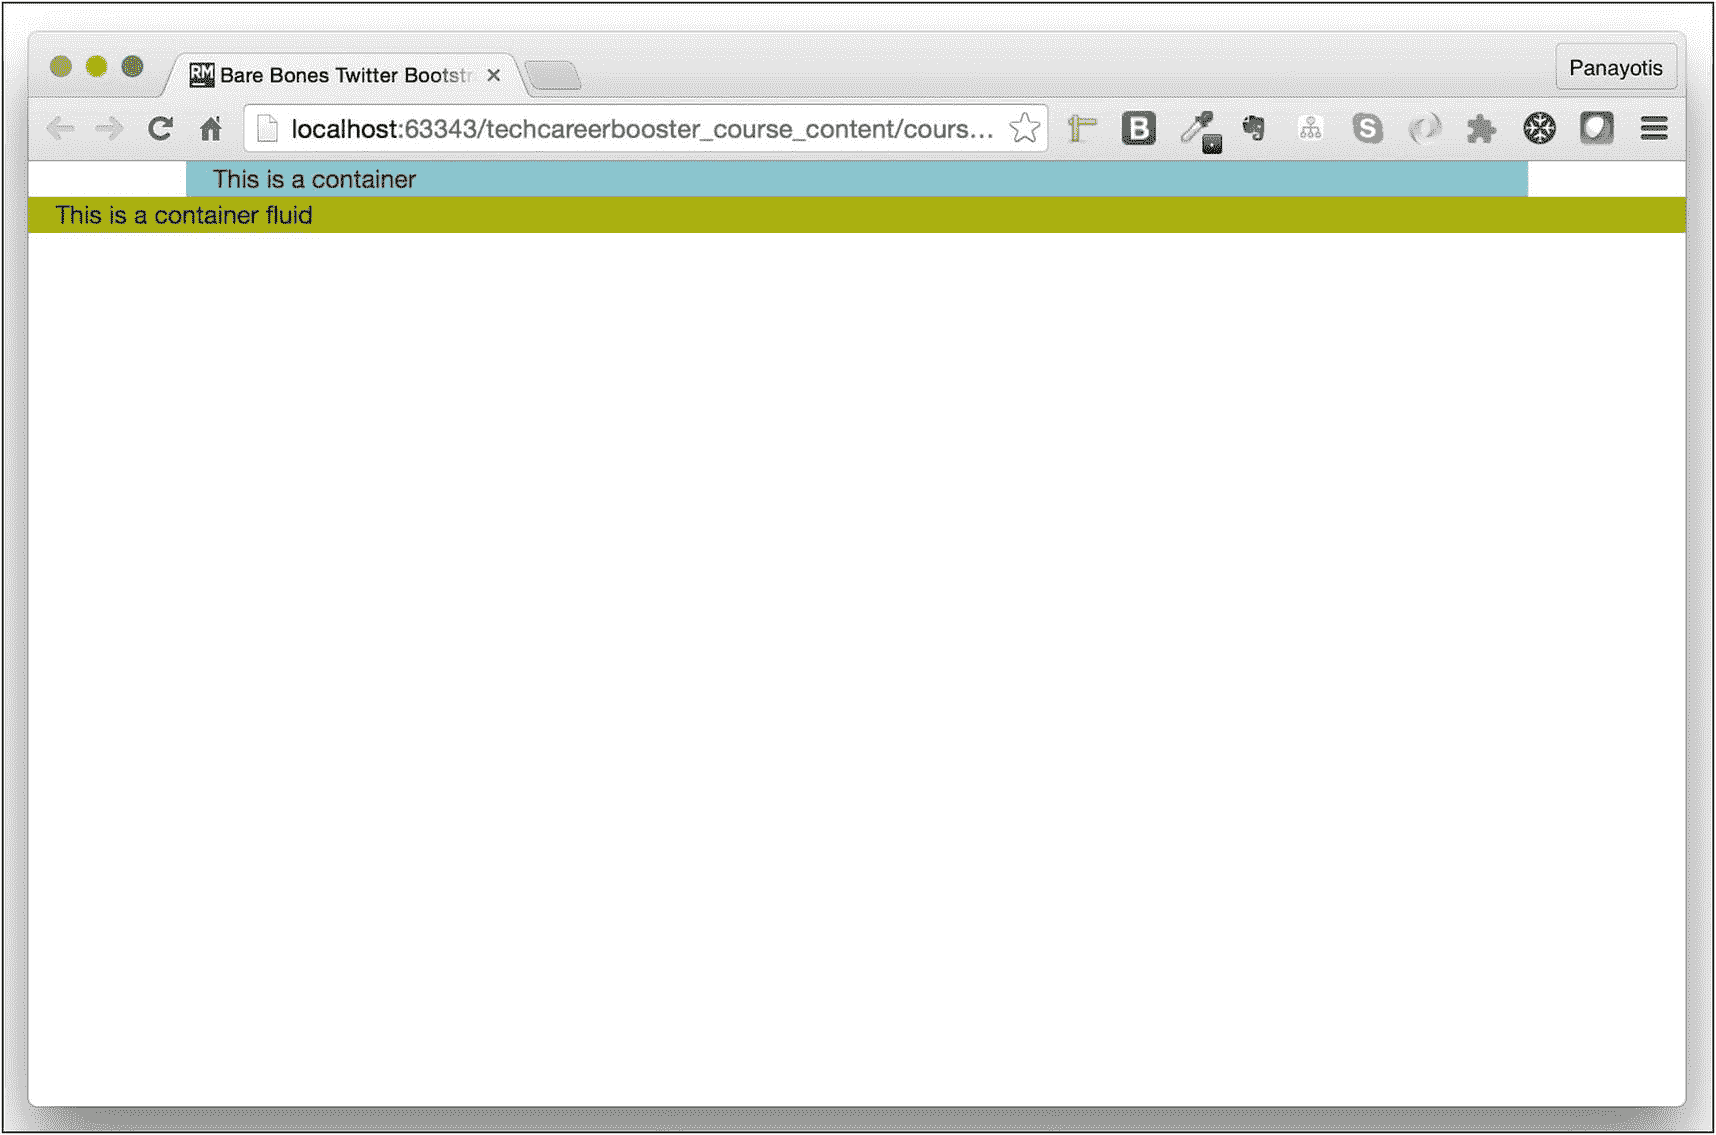 RM Bare Bones Twitter Bootstr
Panayotis
localhost:63343/techcareerbooster_course_content/cours...
B
S
This is a container
This is a container fluid